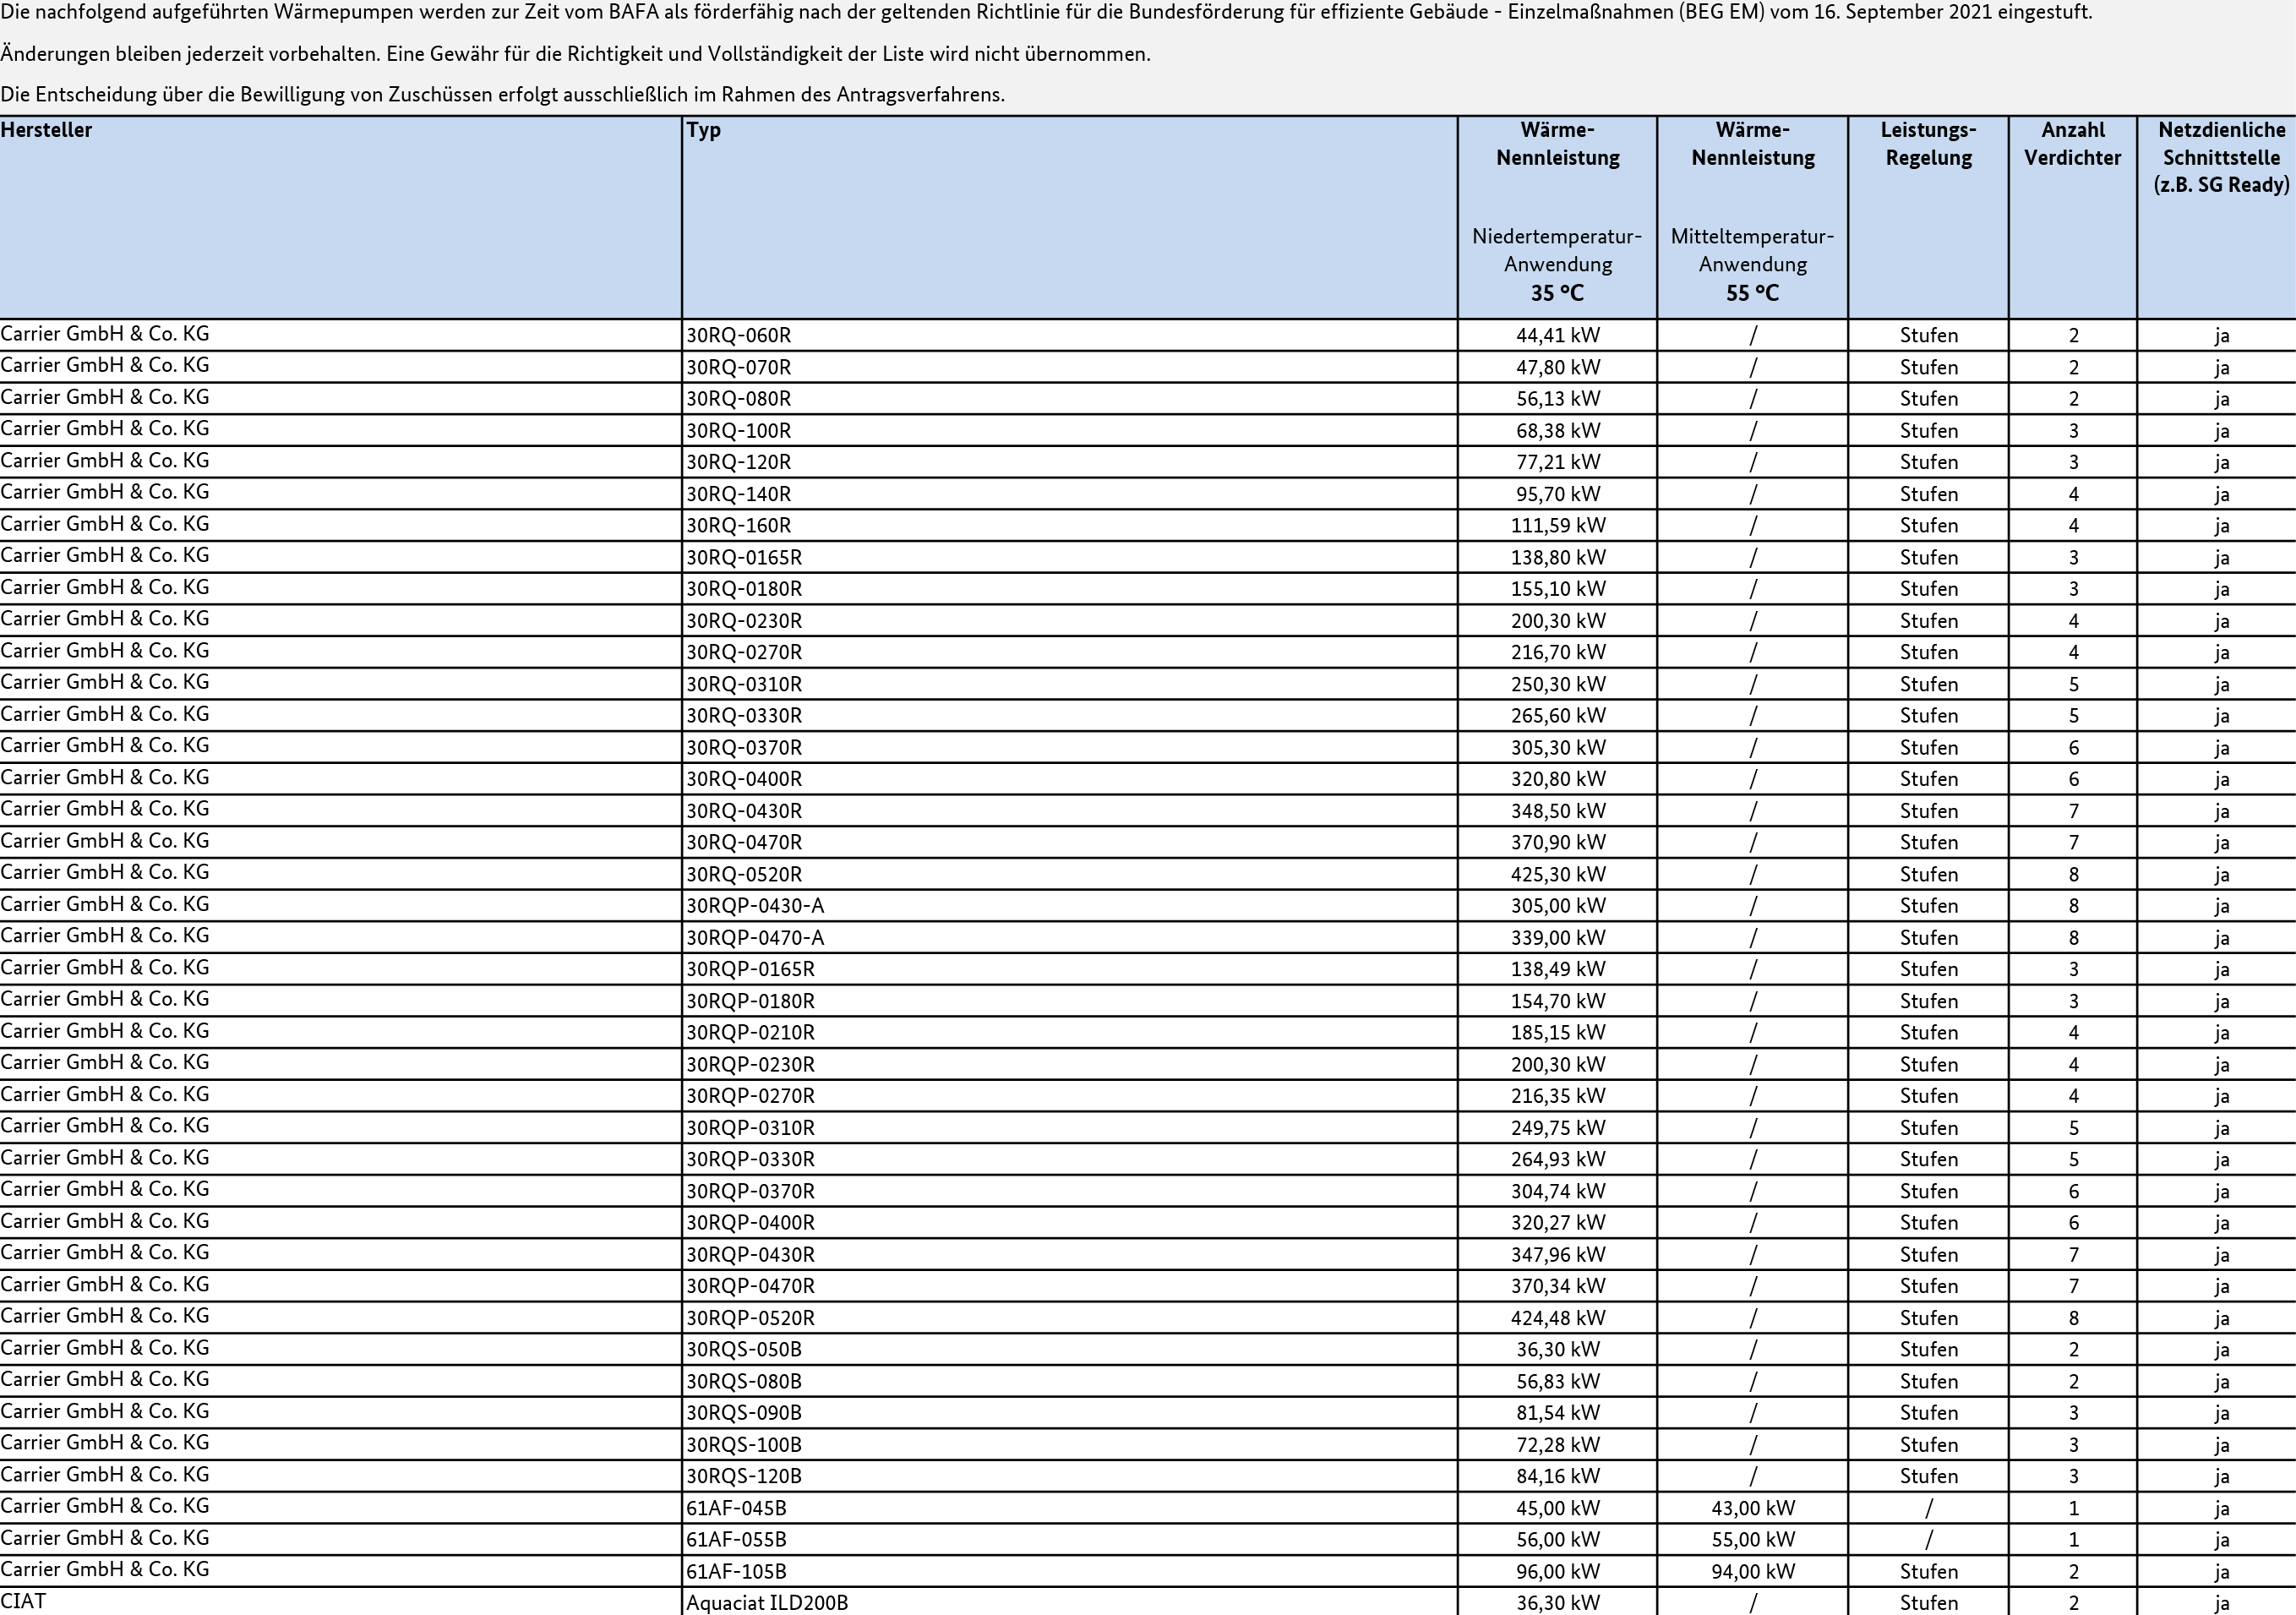 Die nachfolgend aufgeführten Wärmepumpen werden zur Zeit vom BAFA als förderfähig nach der geltenden Richtlinie für die Bundesförderung für effiziente Gebäude - Einzelmaßnahmen (BEG EM) vom 16. September 2021 eingestuft.
Änderungen bleiben jederzeit vorbehalten. Eine Gewähr für die Richtigkeit und Vollständigkeit der Liste wird nicht übernommen.
Die Entscheidung über die Bewilligung von Zuschüssen erfolgt ausschließlich im Rahmen des Antragsverfahrens.
Hersteller Typ Wärme- Wärme- Leistungs- Anzahl Netzdienliche
Nennleistung Nennleistung Regelung Verdichter Schnittstelle
(z.B. SG Ready)
Niedertemperatur- Mitteltemperatur-
Anwendung Anwendung
35 °C 55 °C
Carrier GmbH & Co. KG 30RQ-060R 44,41 kW / Stufen 2 ja
Carrier GmbH & Co. KG 30RQ-070R 47,80 kW / Stufen 2 ja
Carrier GmbH & Co. KG 30RQ-080R 56,13 kW / Stufen 2 ja
Carrier GmbH & Co. KG 30RQ-100R 68,38 kW / Stufen 3 ja
Carrier GmbH & Co. KG 30RQ-120R 77,21 kW / Stufen 3 ja
Carrier GmbH & Co. KG 30RQ-140R 95,70 kW / Stufen 4 ja
Carrier GmbH & Co. KG 30RQ-160R 111,59 kW / Stufen 4 ja
Carrier GmbH & Co. KG 30RQ-0165R 138,80 kW / Stufen 3 ja
Carrier GmbH & Co. KG 30RQ-0180R 155,10 kW / Stufen 3 ja
Carrier GmbH & Co. KG 30RQ-0230R 200,30 kW / Stufen 4 ja
Carrier GmbH & Co. KG 30RQ-0270R 216,70 kW / Stufen 4 ja
Carrier GmbH & Co. KG 30RQ-0310R 250,30 kW / Stufen 5 ja
Carrier GmbH & Co. KG 30RQ-0330R 265,60 kW / Stufen 5 ja
Carrier GmbH & Co. KG 30RQ-0370R 305,30 kW / Stufen 6 ja
Carrier GmbH & Co. KG 30RQ-0400R 320,80 kW / Stufen 6 ja
Carrier GmbH & Co. KG 30RQ-0430R 348,50 kW / Stufen 7 ja
Carrier GmbH & Co. KG 30RQ-0470R 370,90 kW / Stufen 7 ja
Carrier GmbH & Co. KG 30RQ-0520R 425,30 kW / Stufen 8 ja
Carrier GmbH & Co. KG 30RQP-0430-A 305,00 kW / Stufen 8 ja
Carrier GmbH & Co. KG 30RQP-0470-A 339,00 kW / Stufen 8 ja
Carrier GmbH & Co. KG 30RQP-0165R 138,49 kW / Stufen 3 ja
Carrier GmbH & Co. KG 30RQP-0180R 154,70 kW / Stufen 3 ja
Carrier GmbH & Co. KG 30RQP-0210R 185,15 kW / Stufen 4 ja
Carrier GmbH & Co. KG 30RQP-0230R 200,30 kW / Stufen 4 ja
Carrier GmbH & Co. KG 30RQP-0270R 216,35 kW / Stufen 4 ja
Carrier GmbH & Co. KG 30RQP-0310R 249,75 kW / Stufen 5 ja
Carrier GmbH & Co. KG 30RQP-0330R 264,93 kW / Stufen 5 ja
Carrier GmbH & Co. KG 30RQP-0370R 304,74 kW / Stufen 6 ja
Carrier GmbH & Co. KG 30RQP-0400R 320,27 kW / Stufen 6 ja
Carrier GmbH & Co. KG 30RQP-0430R 347,96 kW / Stufen 7 ja
Carrier GmbH & Co. KG 30RQP-0470R 370,34 kW / Stufen 7 ja
Carrier GmbH & Co. KG 30RQP-0520R 424,48 kW / Stufen 8 ja
Carrier GmbH & Co. KG 30RQS-050B 36,30 kW / Stufen 2 ja
Carrier GmbH & Co. KG 30RQS-080B 56,83 kW / Stufen 2 ja
Carrier GmbH & Co. KG 30RQS-090B 81,54 kW / Stufen 3 ja
Carrier GmbH & Co. KG 30RQS-100B 72,28 kW / Stufen 3 ja
Carrier GmbH & Co. KG 30RQS-120B 84,16 kW / Stufen 3 ja
Carrier GmbH & Co. KG 61AF-045B 45,00 kW 43,00 kW / 1 ja
Carrier GmbH & Co. KG 61AF-055B 56,00 kW 55,00 kW / 1 ja
Carrier GmbH & Co. KG 61AF-105B 96,00 kW 94,00 kW Stufen 2 ja
CIAT Aquaciat ILD200B 36,30 kW / Stufen 2 ja